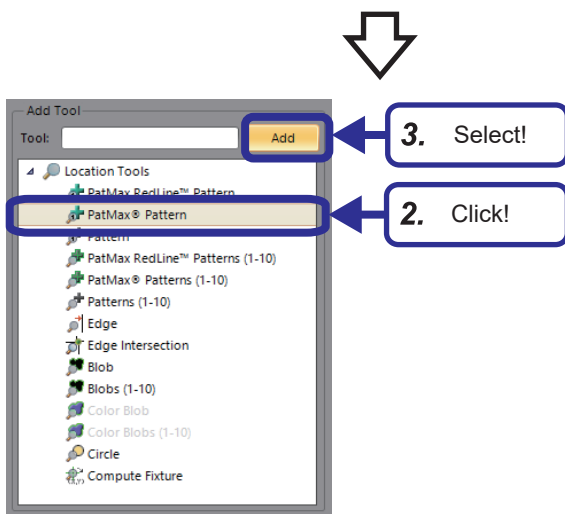 Add Tool
Tool:
Add
3. Select!
Location Tools
PatMax RedLine™ Pattern
PatMax® Pattern
2. Click!
Pattern
PatMax RedLine™ Patterns (1-10)
PatMax® Patterns (1-10)
Patterns (1-10)
Edge
Edge Intersection
Blob
Blobs (1-10)
Color Blob
Color Blobs (1-10)
Circle
Compute Fixture